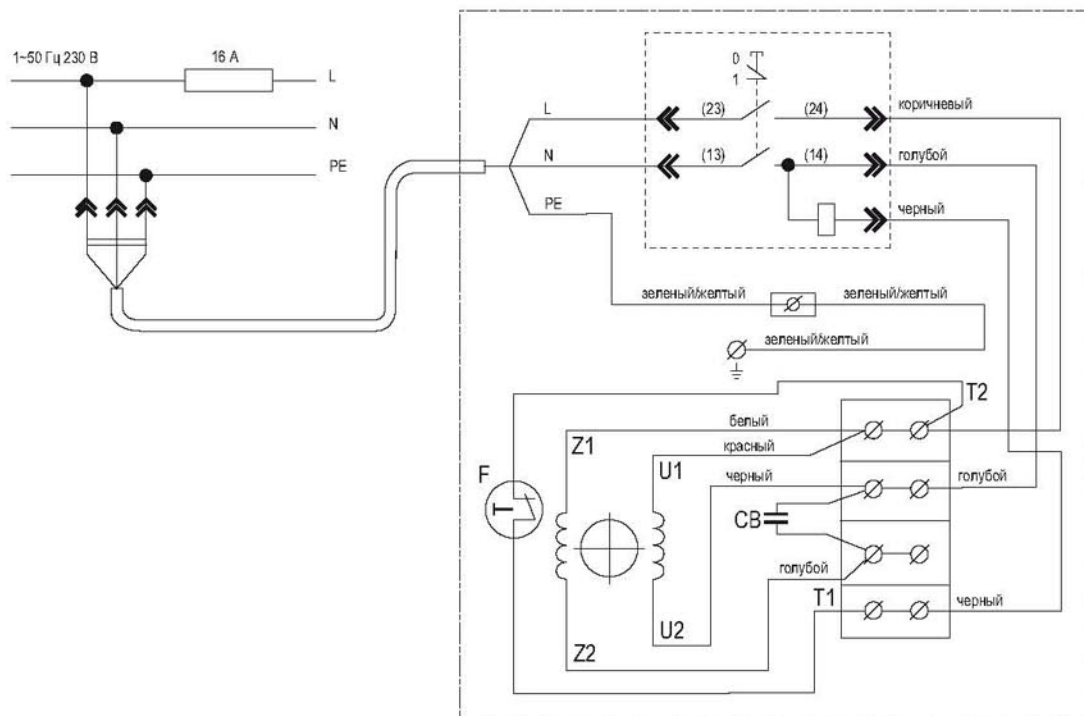 1~50 Гц 230 В
16 А
L
N
PE
0
1
L
(23)
(24)
коричневый
N
(13)
(14)
голубой
PE
черный
зеленый/желтый
зеленый/желтый
зеленый/желтый
T2
белый
Z1
красный
F
U1
черный
голубой
CB
голубой
T1
черный
U2
Z2